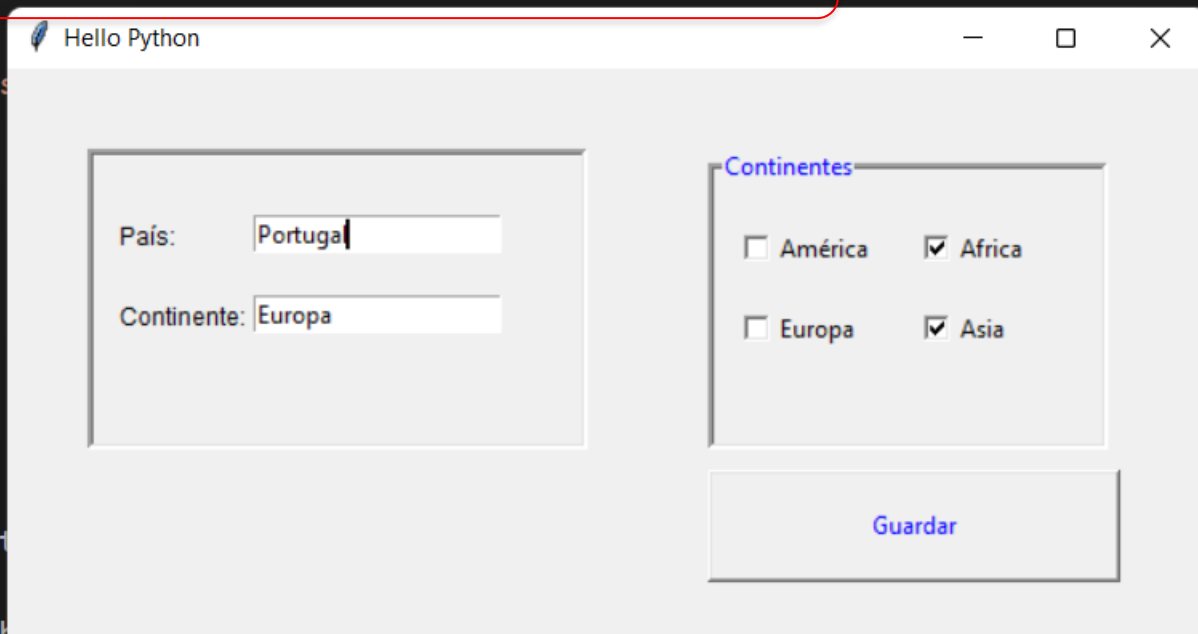 Hello Python
País:
Portugal
Continente:
Europa
Continentes
América
Africa
Europa
Asia
Guardar